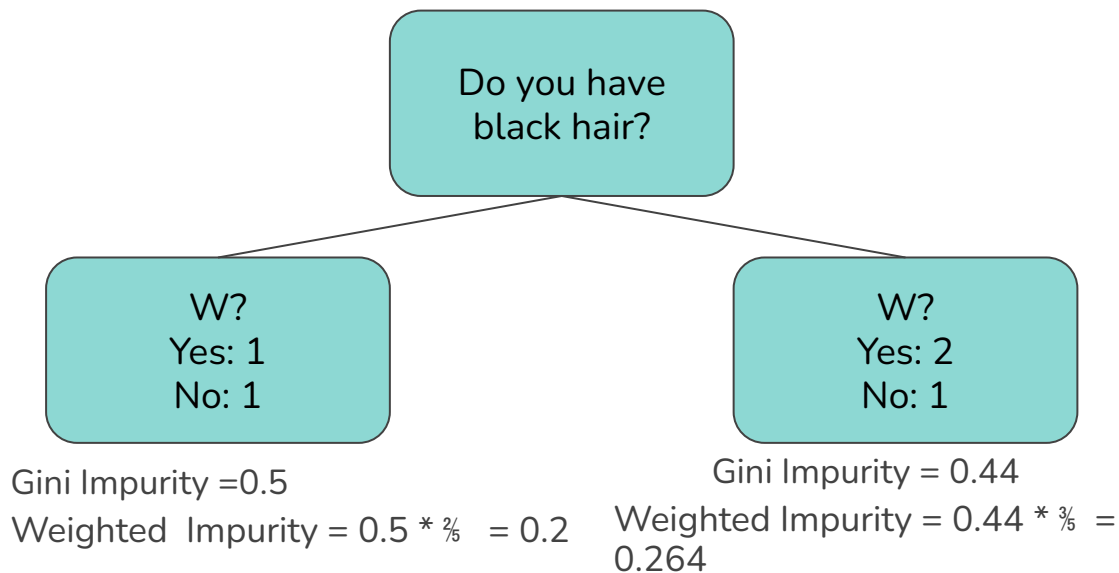 Do you have
black hair?
W?
Yes: 1
No: 1
W?
Yes: 2
No: 1
Gini Impurity =0.5
Weighted Impurity = 0.5 * ⅖ = 0.2
Gini Impurity = 0.44
Weighted Impurity = 0.44 * ⅗ =
0.264